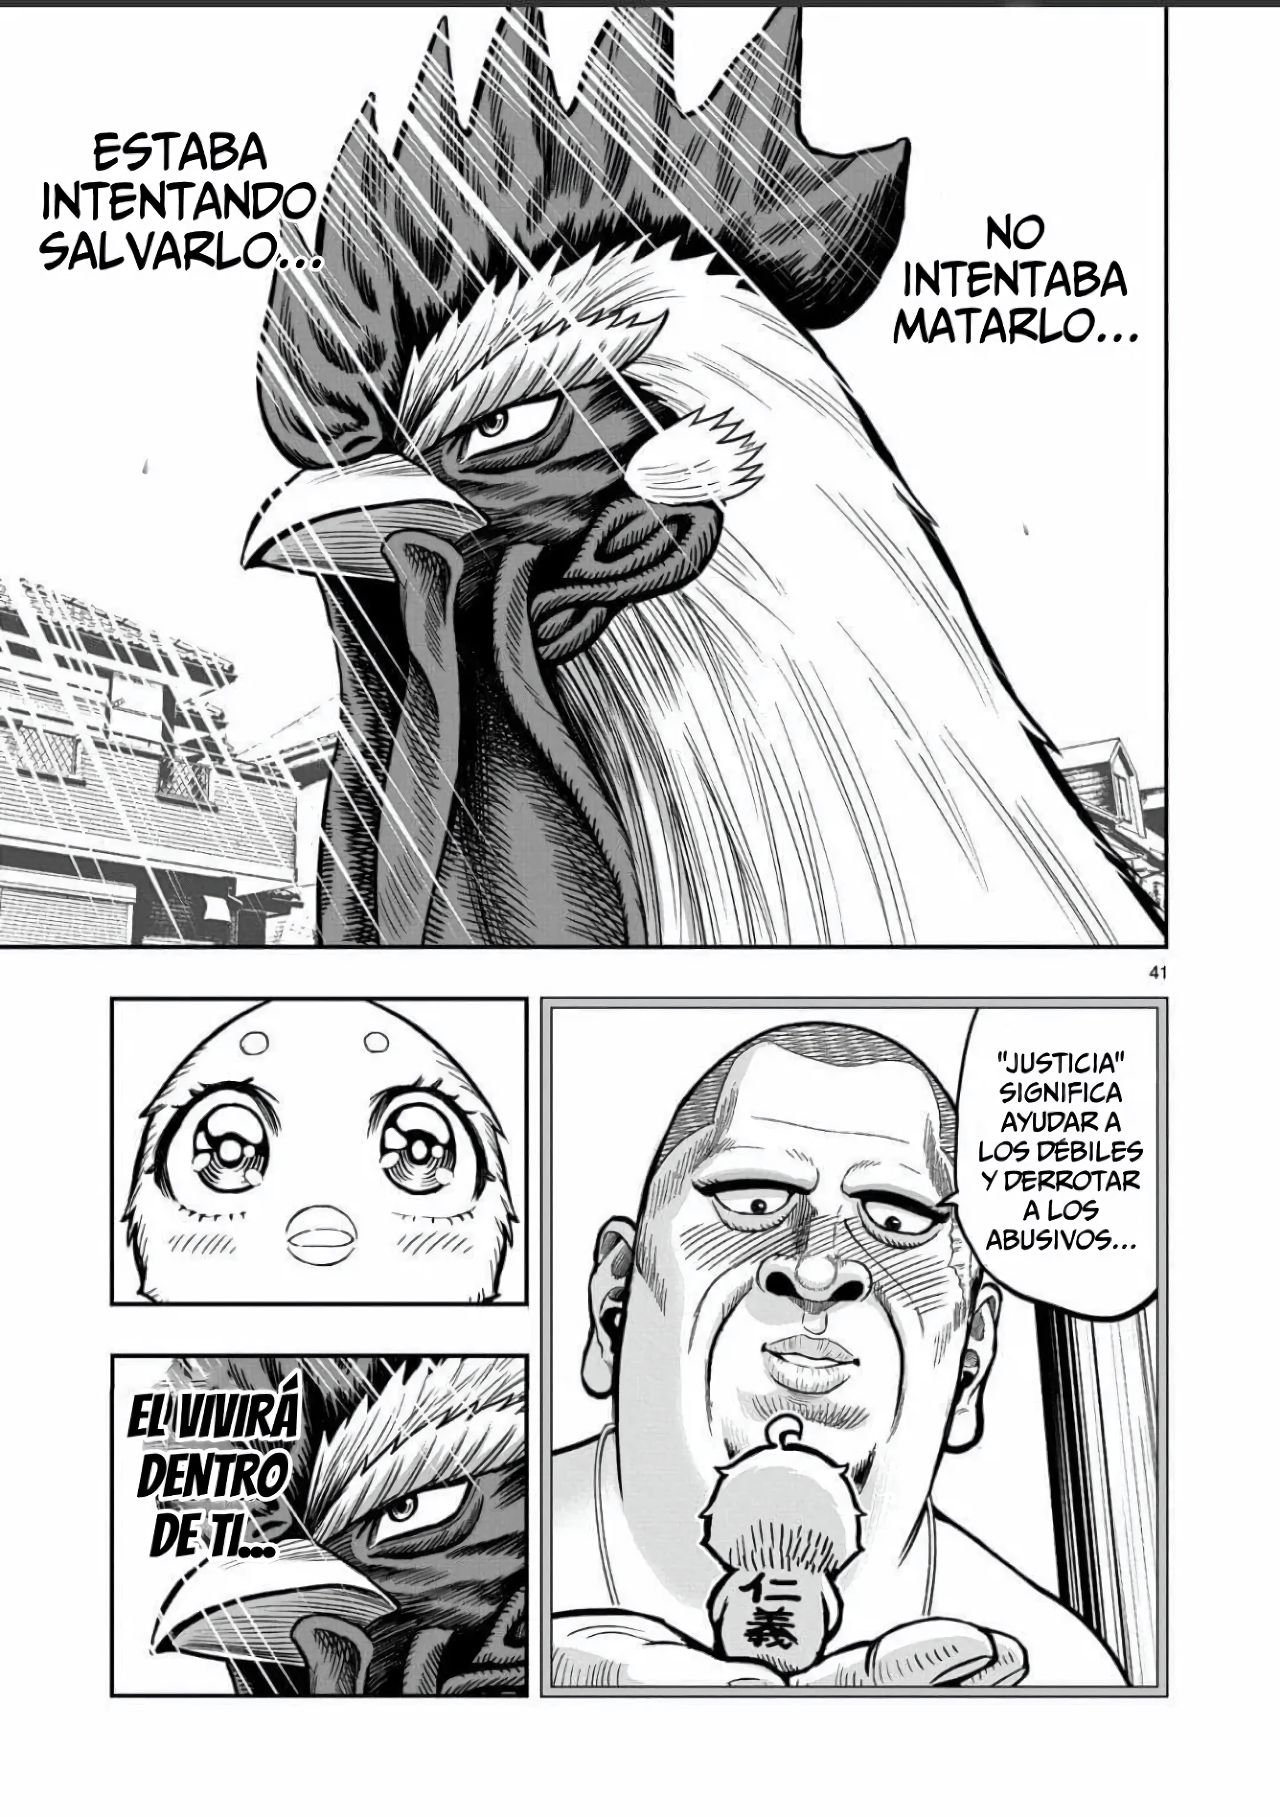 NO
INTENTABA
MATARLO...
ESTABA
INTENTANDO
SALVARLO...
41
"JUSTICIA"
SIGNIFICA
AYUDAR A
LOS DÉBILES
Y DERROTAR
A LOS
ABUSIVOS...
仁
義
EL VIVIRÁ
DENTRO
DE TI...